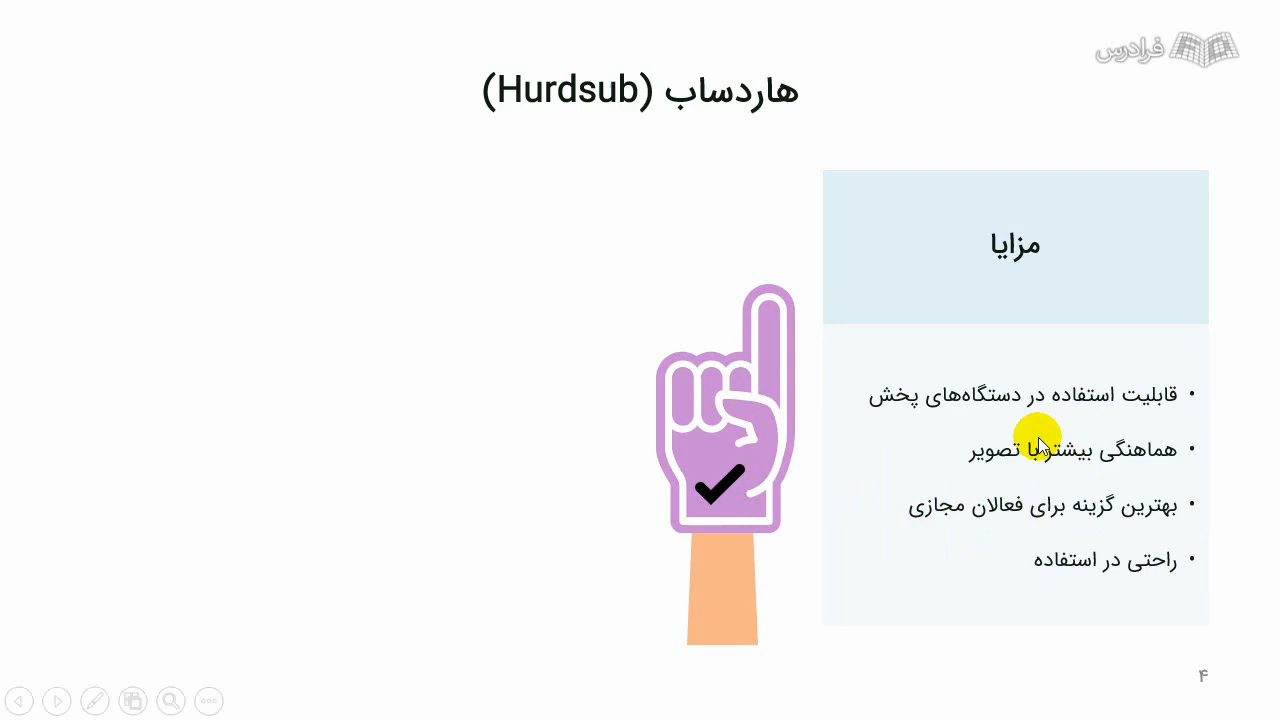 فرادرس
هاردساب (Hurdsub)
مزایا
• قابلیت استفاده در دستگاه‌های پخش
• هماهنگی بیشتر با تصویر
• بهترین گزینه برای فعالان مجازی
• راحتی در استفاده
۴